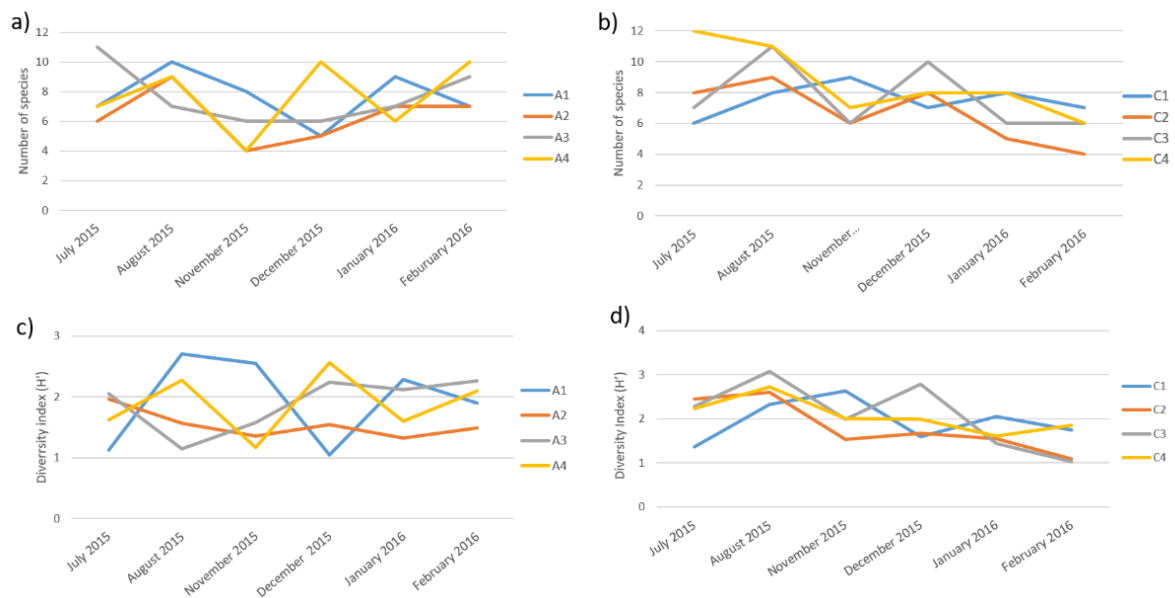 a)
Number of species
12
10
8
6
4
2
0
July 2015
August 2015
November 2015
December 2015
January 2016
February 2016
A1
A2
A3
A4
b)
Number of species
12
10
8
6
4
2
0
July 2015
August 2015
November...
December 2015
January 2016
February 2016
C1
C2
C3
C4
c)
Diverrsity Index (H')
3
2
1
0
July 2015
August 2015
November 2015
December 2015
January 2016
February 2016
A1
A2
A3
A4
d)
Diversity Index (H')
4
3
2
1
0
July 2015
August 2015
November 2015
December 2015
January 2016
February 2016
C1
C2
C3
C4